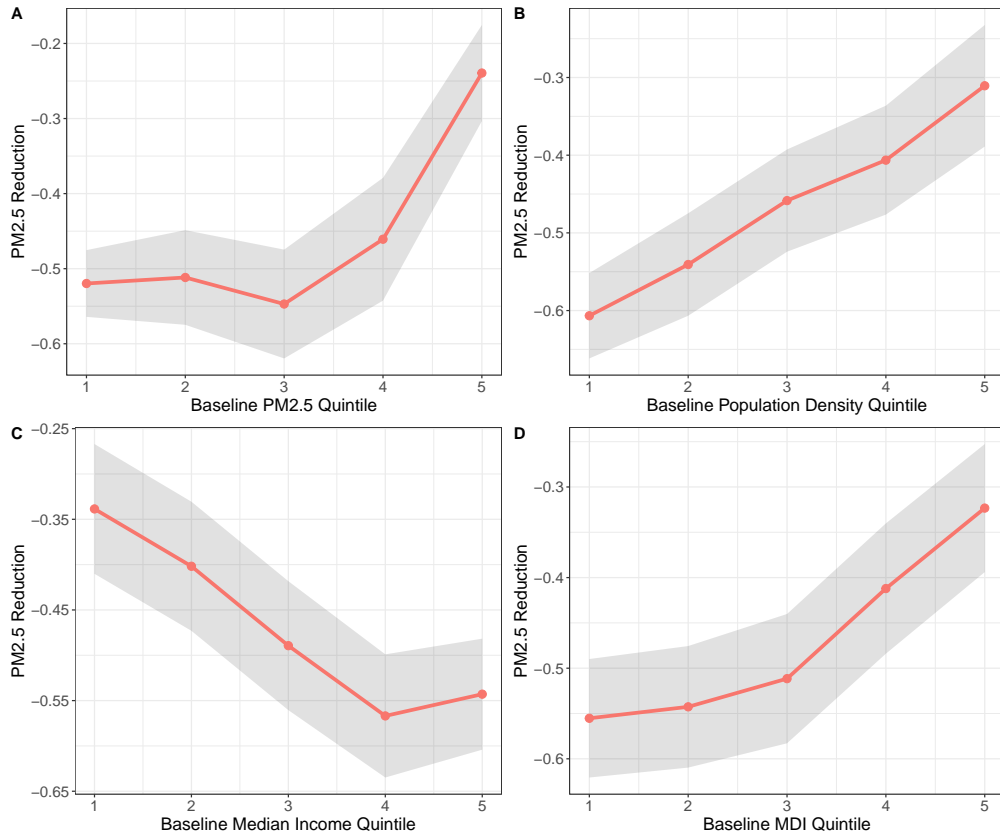 A
PM2.5 Reduction
−0.2
−0.3
−0.4
−0.5
−0.6
1 2 3 4 5
Baseline PM2.5 Quintile
B
PM2.5 Reduction
−0.3
−0.4
−0.5
−0.6
1 2 3 4 5
Baseline Population Density Quintile
C
PM2.5 Reduction
−0.25
−0.35
−0.45
−0.55
−0.65
1 2 3 4 5
Baseline Median Income Quintile
D
PM2.5 Reduction
−0.3
−0.4
−0.5
−0.6
1 2 3 4 5
Baseline MDI Quintile